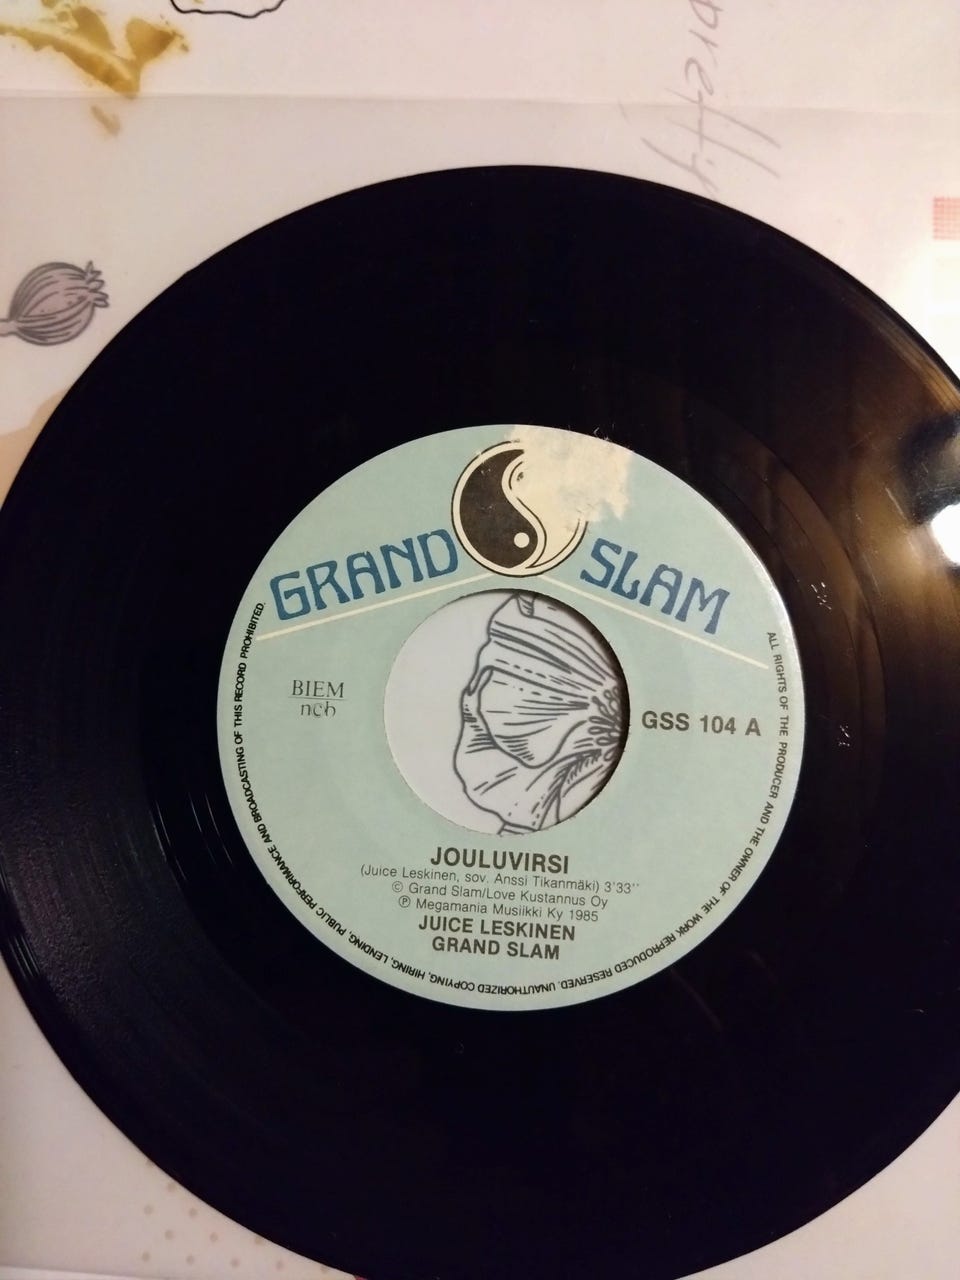 GRAND SLAM
BIEM
ncb
GSS 104 A
JOULUVIRSI
(Juice Leskinen, sov. Anssi Tikanmäki) 3'33''
© Grand Slam/Love Kustannus Oy
℗ Megamania Musiikki Ky 1985
JUICE LESKINEN
GRAND SLAM
ALL RIGHTS OF THE PRODUCER AND THE OWNER OF THE WORK REPRODUCED RESERVED. UNAUTHORIZED COPYING, HIRING, LENDING, PUBLIC PERFORMANCE AND BROADCASTING OF THIS RECORD PROHIBITED.